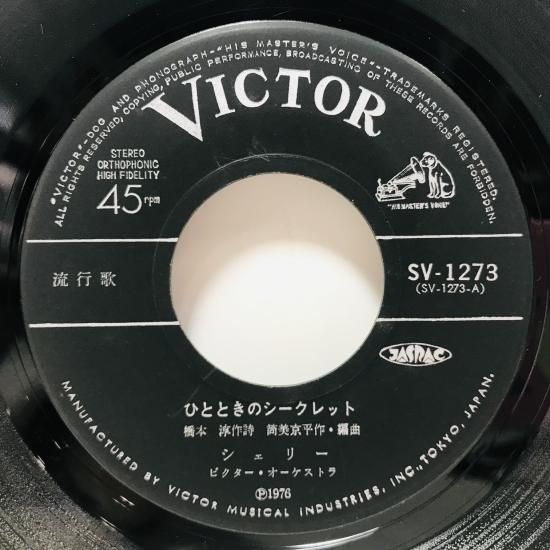 "VICTOR"-DOG AND PHONOGRAPH-"HIS MASTER'S VOICE"-TRADEMARKS REGISTERED.
ALL RIGHTS RESERVED, COPYING, PUBLIC PERFORMANCE, BROADCASTING OF THESE RECORDS ARE FORBIDDEN.
VICTOR
STEREO
ORTHOPHONIC
HIGH FIDELITY
45 rpm
"HIS MASTER'S VOICE"
流行歌
SV-1273
(SV-1273-A)
JASRAC
ひとときのシークレット
橋本 淳作詩 筒美京平作・編曲
シェリー
ビクター・オーケストラ
Ⓟ1976
MANUFACTURED BY VICTOR MUSICAL INDUSTRIES, INC., TOKYO, JAPAN.